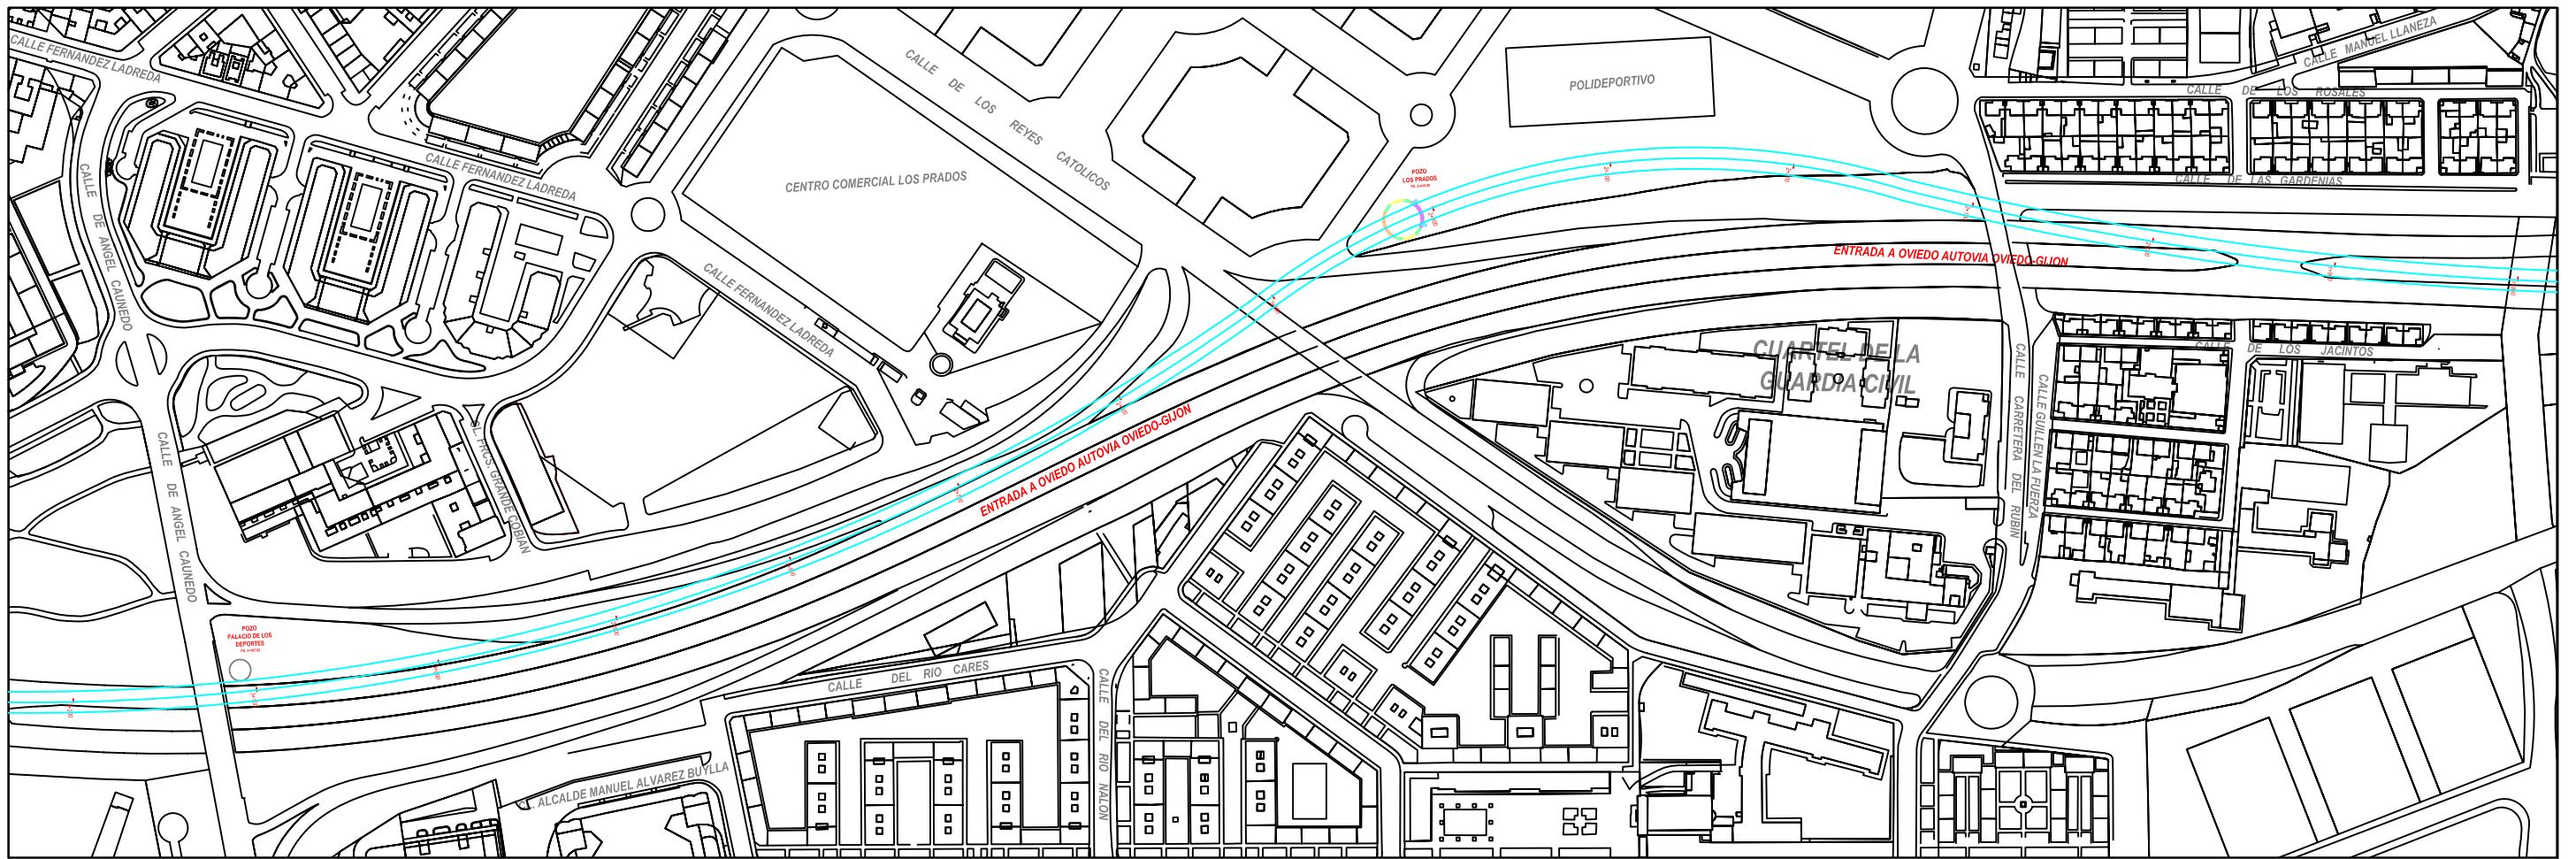 CALLE FERNANDEZ LADREDA
CALLE DE LOS REYES CATOLICOS
POLIDEPORTIVO
CALLE MANUEL LLANEZA
CALLE DE LOS ROSALES
CALLE DE ANGEL CAUNEDO
CALLE FERNANDEZ LADREDA
CENTRO COMERCIAL LOS PRADOS
POZO
LOS PRADOS
CALLE DE LAS GARDENIAS
CALLE FERNANDEZ LADREDA
ENTRADA A OVIEDO AUTOVIA OVIEDO-GIJON
CUARTEL DE LA
GUARDIA CIVIL
CALLE DE LOS JACINTOS
CALLE CARRETERA DEL RUBIN
CALLE GUILLEN LA FUERZA
CALLE DE ANGEL CAUNEDO
PL. FRCS. GRANDE COBIAN
ENTRADA A OVIEDO AUTOVIA OVIEDO-GIJON
POZO
PALACIO DE LOS
DEPORTES
CALLE DEL RIO CARES
CALLE DEL RIO NALON
ALCALDE MANUEL ALVAREZ BUYLLA